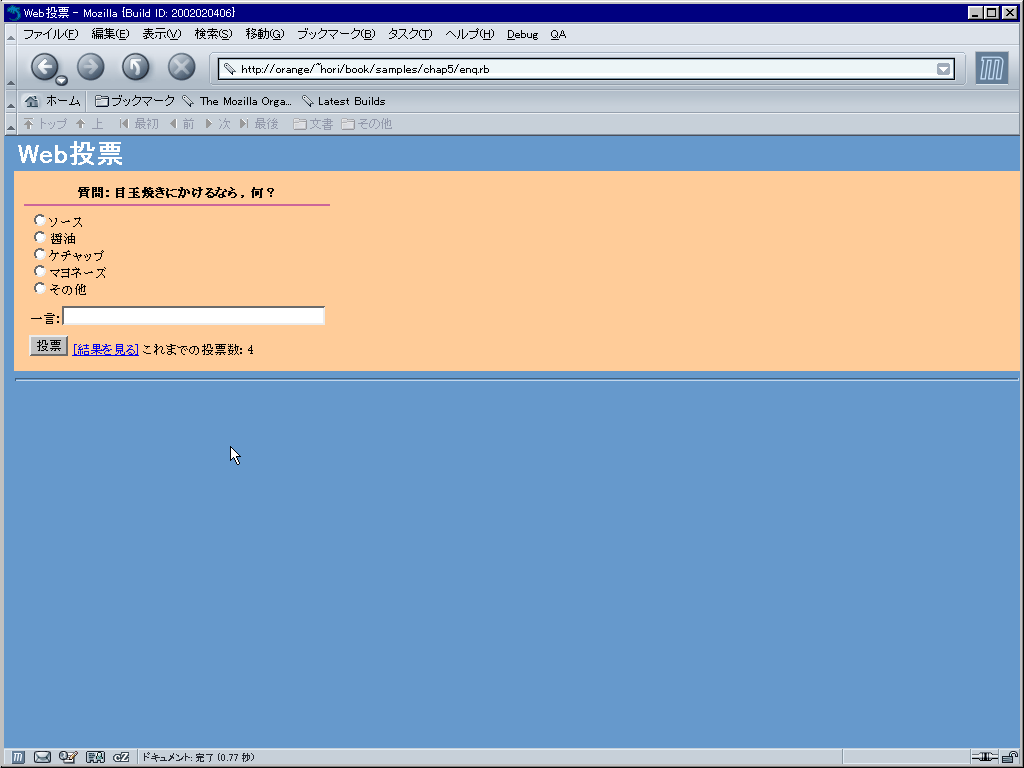 Web投票 - Mozilla {Build ID: 2002020406}
ファイル(F) 編集(E) 表示(V) 検索(S) 移動(G) ブックマーク(B) タスク(T) ヘルプ(H) Debug QA
http://orange/~hori/book/samples/chap5/enq.rb
ホーム ブックマーク The Mozilla Orga... Latest Builds
トップ 上 最初 前 次 最後 文書 その他
Web投票
質問: 目玉焼きにかけるなら, 何？
ソース
醤油
ケチャップ
マヨネーズ
その他
一言:
投票 [結果を見る] これまでの投票数: 4
ドキュメント: 完了 (0.77 秒)